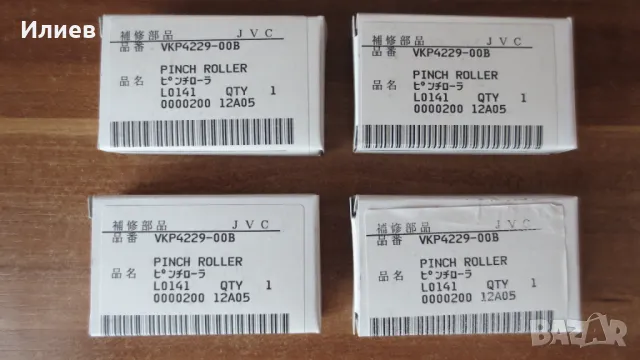 Илиев
補修部品 JVC
品番 VKP4229-00B
PINCH ROLLER
品名 ピンチローラ
L0141 QTY 1
0000200 12A05
補修部品 JVC
品番 VKP4229-00B
PINCH ROLLER
品名 ピンチローラ
L0141 QTY 1
0000200 12A05
補修部品 JVC
品番 VKP4229-00B
PINCH ROLLER
品名 ピンチローラ
L0141 QTY 1
0000200 12A05
補修部品 JVC
品番 VKP4229-00B
PINCH ROLLER
品名 ピンチローラ
L0141 QTY 1
0000200 12A05
BAZAR
bg